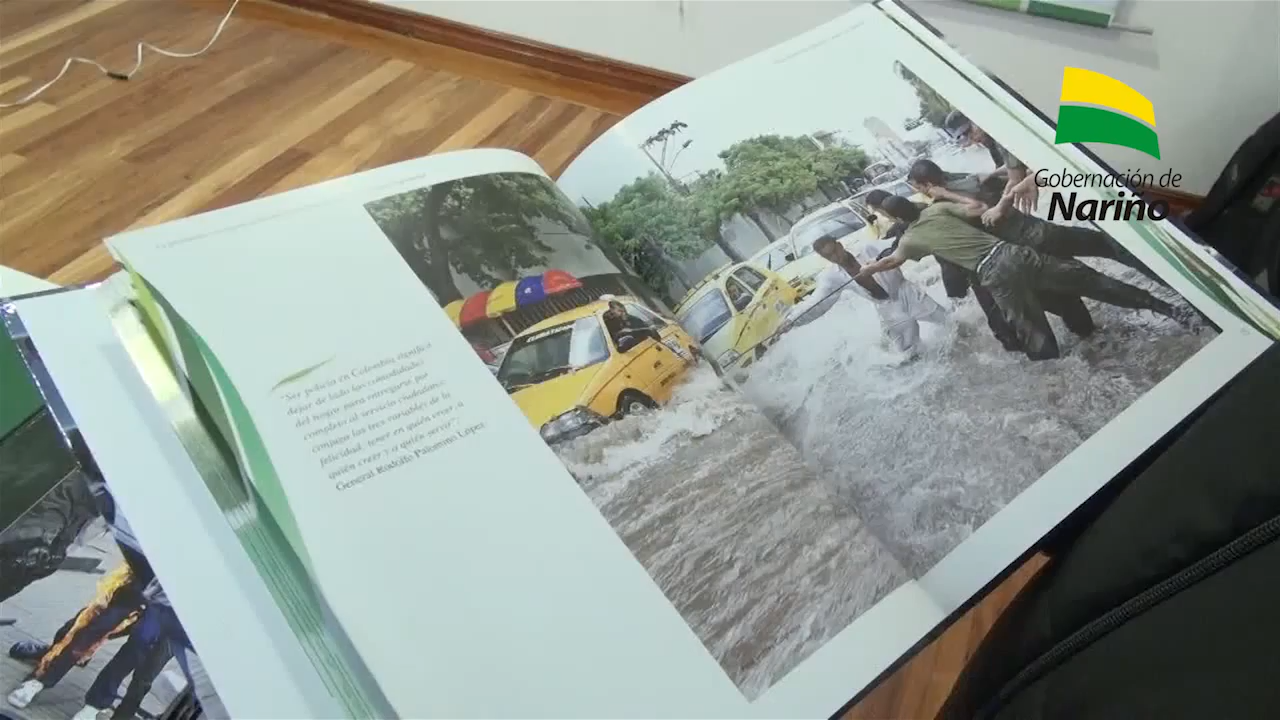 Gobernación de
Nariño
"Ser policía en Colombia, significa
dejar de lado las comodidades
del hogar para entregarse por
completo al servicio ciudadano:
conjuga las tres variables de la
felicidad: tener en quién creer, a
quién creer y a quién servir".
General Rodolfo Palomino López